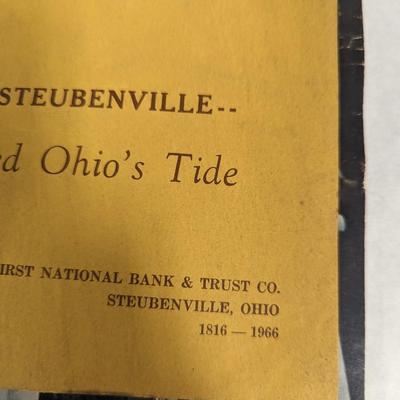 STEUBENVILLE--
d Ohio's Tide
IRST NATIONAL BANK & TRUST CO.
STEUBENVILLE, OHIO
1816 — 1966